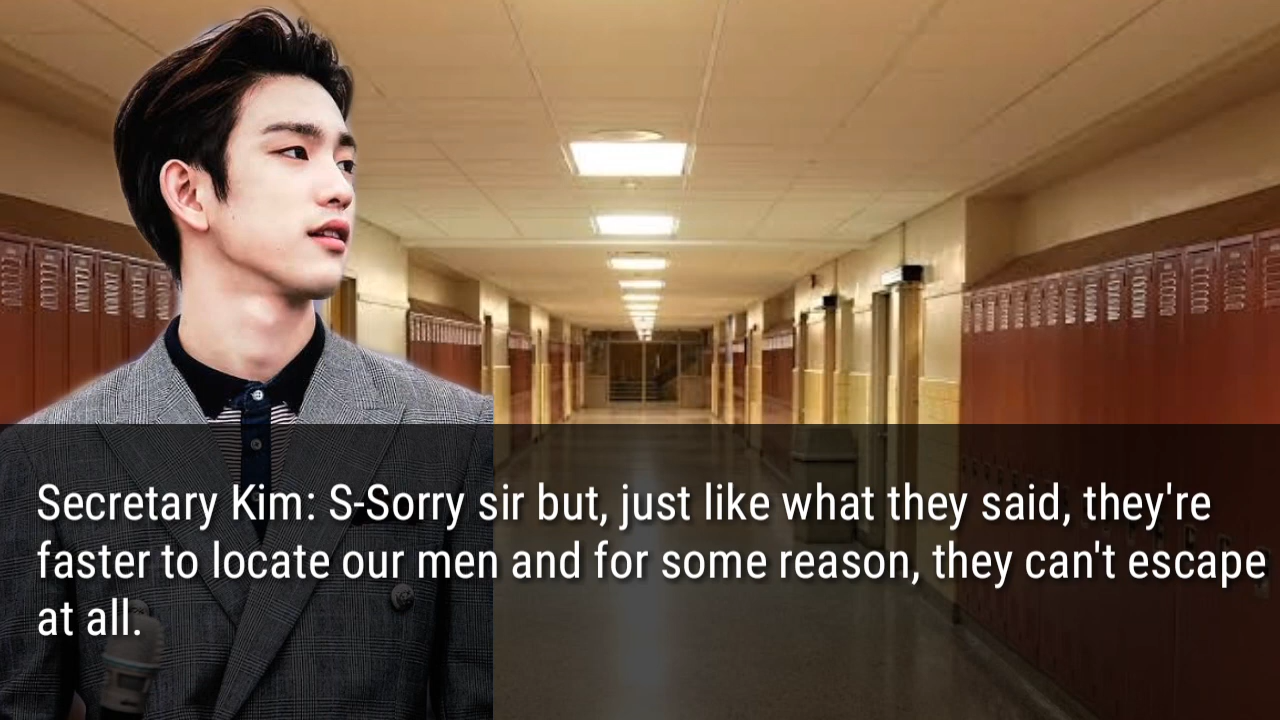 Secretary Kim: S-Sorry sir but, just like what they said, they're
faster to locate our men and for some reason, they can't escape
at all.